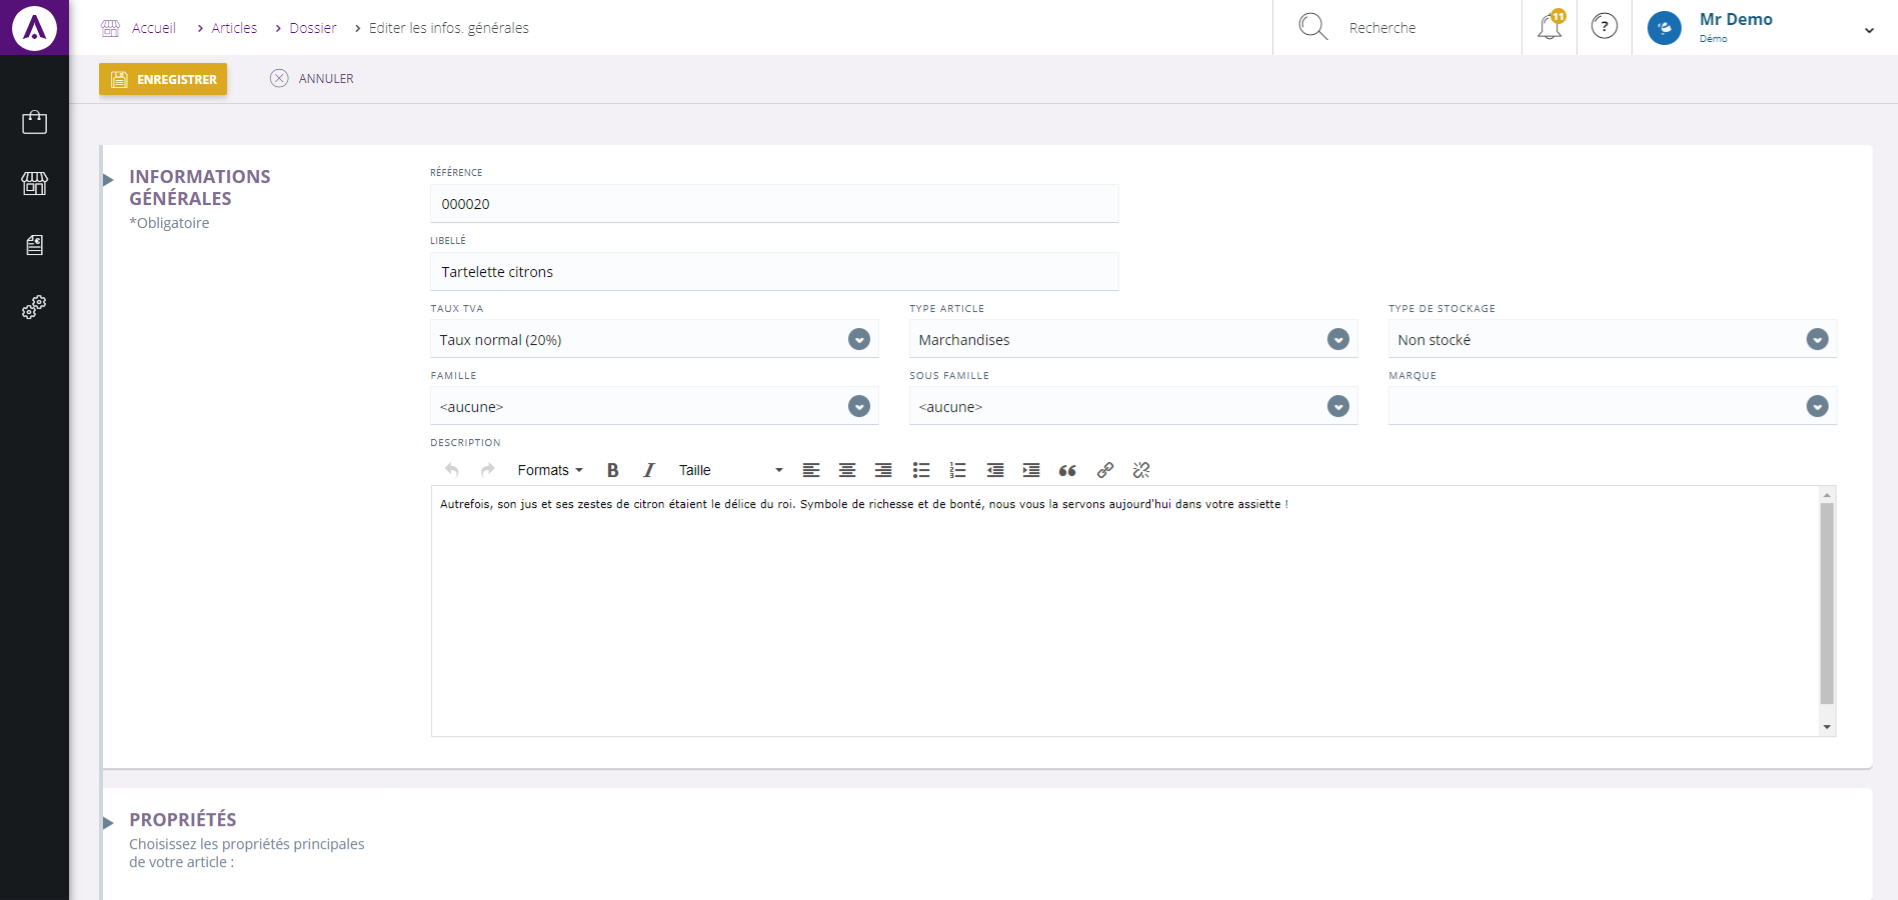 Accueil > Articles > Dossier > Editer les infos. générales
Recherche
11
?
Mr Demo
Démo
ENREGISTRER
ANNULER
INFORMATIONS
GÉNÉRALES
*Obligatoire
RÉFÉRENCE
000020
LIBELLÉ
Tartelette citrons
TAUX TVA
Taux normal (20%)
TYPE ARTICLE
Marchandises
TYPE DE STOCKAGE
Non stocké
FAMILLE
<aucune>
SOUS FAMILLE
<aucune>
MARQUE
DESCRIPTION
Formats B I Taille
Autrefois, son jus et ses zestes de citron étaient le délice du roi. Symbole de richesse et de bonté, nous vous la servons aujourd'hui dans votre assiette !
PROPRIÉTÉS
Choisissez les propriétés principales
de votre article :